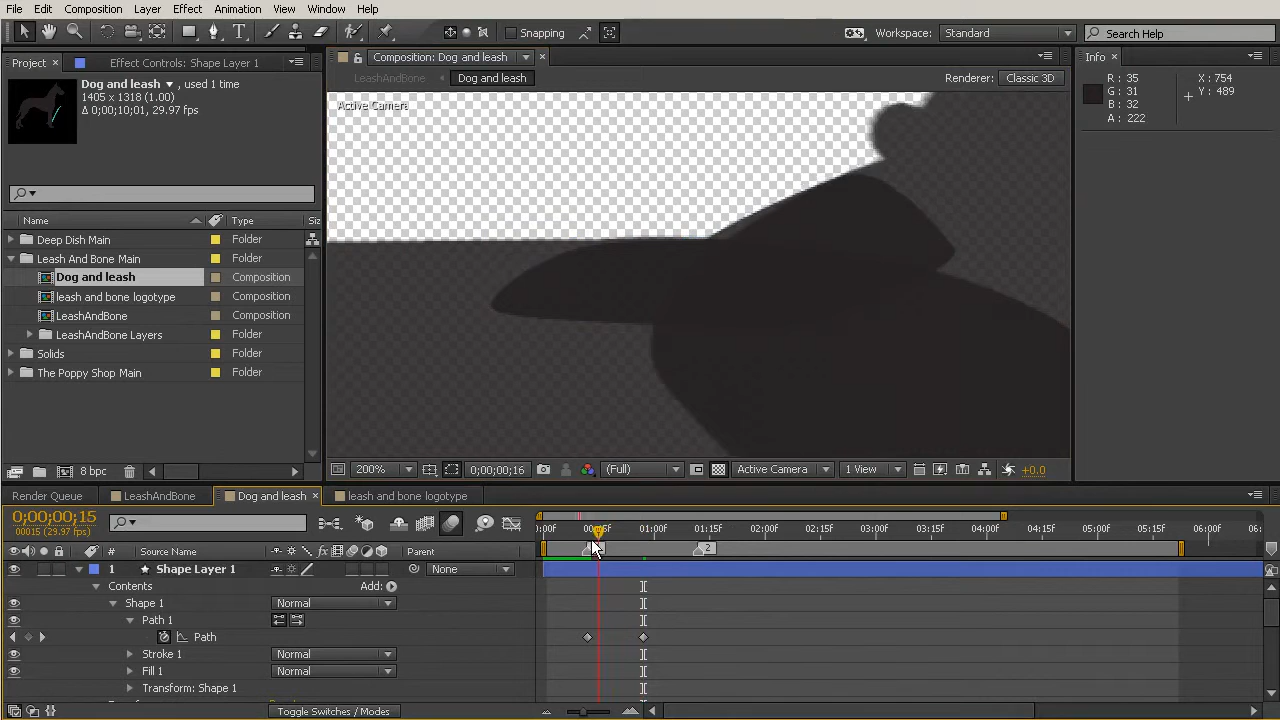 File Edit Composition Layer Effect Animation View Window Help
Snapping Workspace: Standard Search Help
Project Effect Controls: Shape Layer 1 Composition: Dog and leash Info
Dog and leash , used 1 time
1405 x 1318 (1.00)
Δ 0;00;10;01, 29.97 fps
LeashAndBone Dog and leash Renderer: Classic 3D
Active Camera
R: 35 X: 754
G: 31 Y: 489
B: 32
A: 222
Name Type Siz
Deep Dish Main Folder
Leash And Bone Main Folder
Dog and leash Composition
leash and bone logotype Composition
LeashAndBone Composition
LeashAndBone Layers Folder
Solids Folder
The Poppy Shop Main Folder
8 bpc 200% 0;00;00;16 (Full) Active Camera 1 View +0.0
Render Queue LeashAndBone Dog and leash leash and bone logotype
0;00;00;15
00015 (29.97 fps)
01:00F 01:15F 02:00F 02:15F 03:00F 03:15F 04:00F 04:15F 05:00F 05:15F 06:00F
# Source Name Parent 2
1 Shape Layer 1 None
Contents Add:
Shape 1 Normal
Path 1
Path
Stroke 1 Normal
Fill 1 Normal
Transform: Shape 1
Toggle Switches / Modes